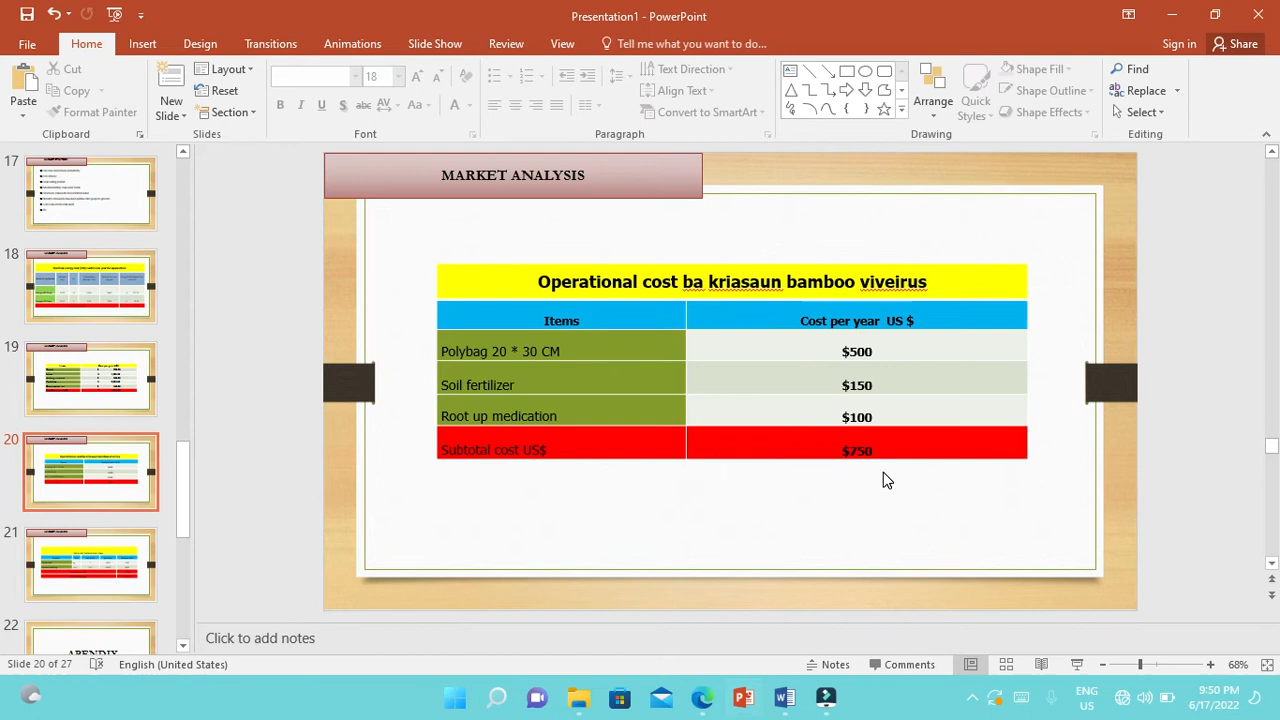 Presentation1 - PowerPoint
File Home Insert Design Transitions Animations Slide Show Review View Tell me what you want to do... Sign in Share
Paste
Cut
Copy
Format Painter
Clipboard
New
Slide
Layout
Reset
Section
Slides
18
Font
Text Direction
Align Text
Convert to SmartArt
Paragraph
Arrange
Quick
Styles
Shape Fill
Shape Outline
Shape Effects
Drawing
Find
Replace
Select
Editing
17
18
19
20
21
22
APENDIX
MARKET ANALYSIS
Operational cost ba kriasaun bamboo viveirus
Items Cost per year US $
Polybag 20 * 30 CM $500
Soil fertilizer $150
Root up medication $100
Subtotal cost US$ $750
Click to add notes
Slide 20 of 27 English (United States) Notes Comments 68%
ENG
US
9:50 PM
6/17/2022